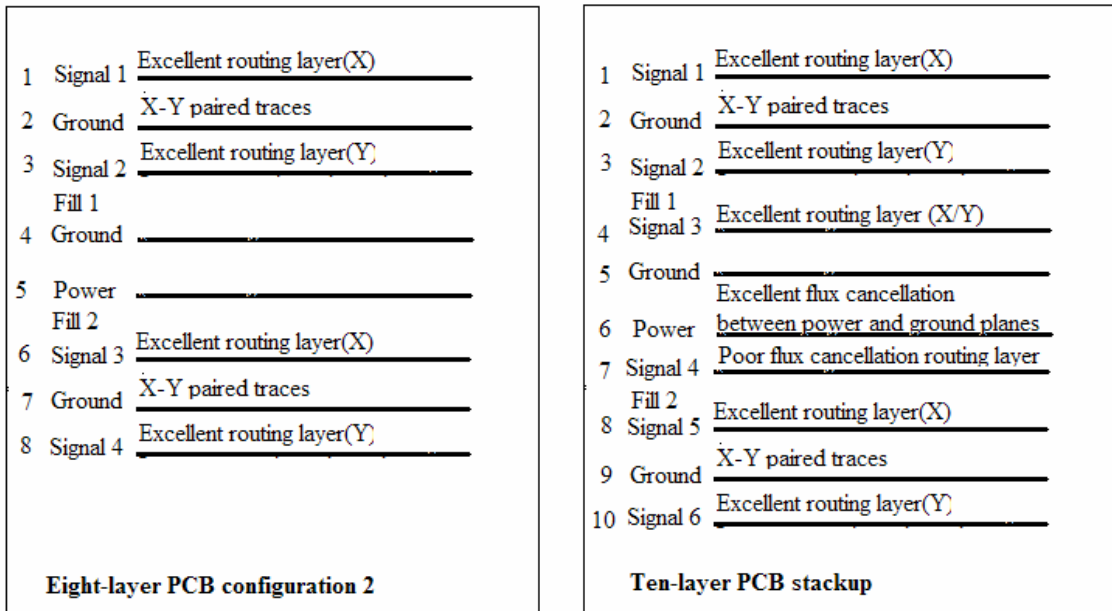 Excellent routing layer(X)
1 Signal 1
X-Y paired traces
2 Ground
Excellent routing layer(Y)
3 Signal 2
Fill 1
4 Ground
5 Power
Fill 2
Excellent routing layer(X)
6 Signal 3
X-Y paired traces
7 Ground
Excellent routing layer(Y)
8 Signal 4
Eight-layer PCB configuration 2
Excellent routing layer(X)
1 Signal 1
X-Y paired traces
2 Ground
Excellent routing layer(Y)
3 Signal 2
Fill 1
4 Signal 3 Excellent routing layer (X/Y)
5 Ground
Excellent flux cancellation
6 Power between power and ground planes
7 Signal 4 Poor flux cancellation routing layer
Fill 2
8 Signal 5 Excellent routing layer(X)
X-Y paired traces
9 Ground
Excellent routing layer(Y)
10 Signal 6
Ten-layer PCB stackup